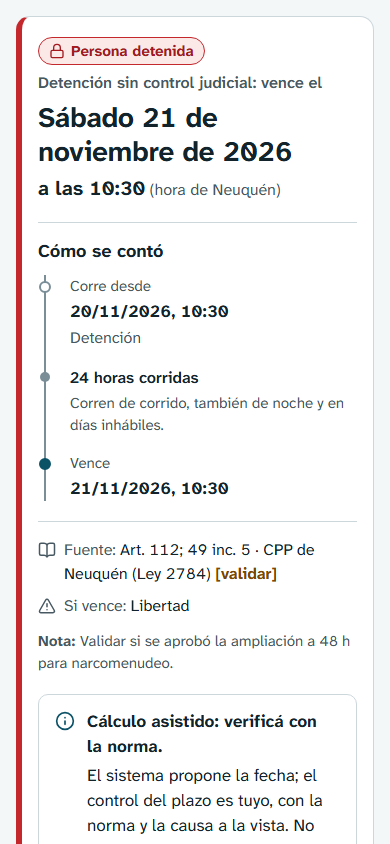 Persona detenida
Detención sin control judicial: vence el
Sábado 21 de
noviembre de 2026
a las 10:30 (hora de Neuquén)
Cómo se contó
Corre desde
20/11/2026, 10:30
Detención
24 horas corridas
Corren de corrido, también de noche y en
días inhábiles.
Vence
21/11/2026, 10:30
Fuente: Art. 112; 49 inc. 5 · CPP de
Neuquén (Ley 2784) [validar]
Si vence: Libertad
Nota: Validar si se aprobó la ampliación a 48 h
para narcomenudeo.
Cálculo asistido: verificá con
la norma.
El sistema propone la fecha; el
control del plazo es tuyo, con la
norma y la causa a la vista. No